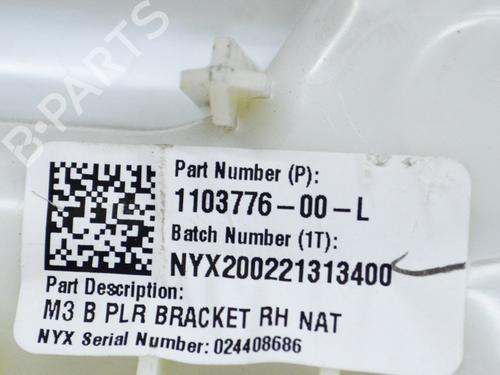 B-PARTS
Part Number (P):
1103776-00-L
Batch Number (1T):
NYX200221313400
Part Description:
M3 B PLR BRACKET RH NAT
NYX Serial Number: 024408686